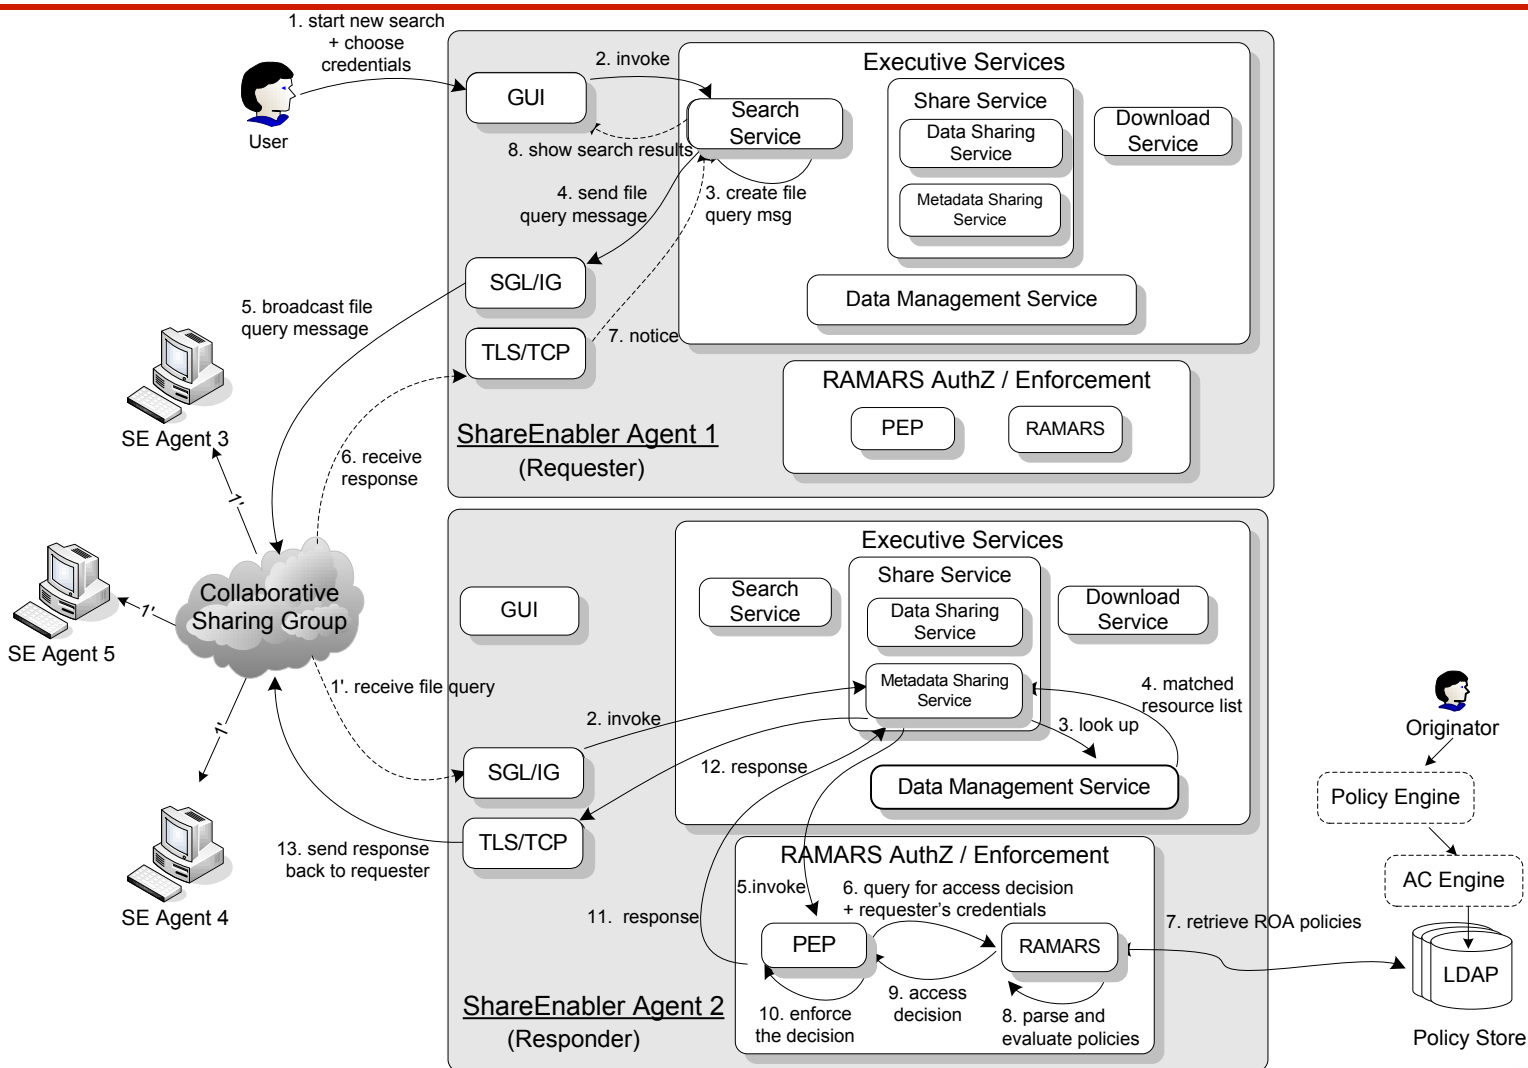 1. start new search
+ choose
credentials
User
GUI
2. invoke
Search
Service
8. show search results
3. create file
query msg
4. send file
query message
Executive Services
Share Service
Data Sharing
Service
Metadata Sharing
Service
Download
Service
Data Management Service
SGL/IG
TLS/TCP
7. notice
5. broadcast file
query message
6. receive
response
RAMARS AuthZ / Enforcement
PEP
RAMARS
ShareEnabler Agent 1
(Requester)
SE Agent 3
1'
SE Agent 5
1'
Collaborative
Sharing Group
1'
SE Agent 4
1'. receive file query
GUI
Executive Services
Search
Service
Share Service
Data Sharing
Service
Metadata Sharing
Service
Download
Service
2. invoke
3. look up
4. matched
resource list
Data Management Service
SGL/IG
TLS/TCP
12. response
13. send response
back to requester
RAMARS AuthZ / Enforcement
5.invoke
6. query for access decision
+ requester's credentials
11. response
PEP
RAMARS
9. access
decision
10. enforce
the decision
8. parse and
evaluate policies
7. retrieve ROA policies
ShareEnabler Agent 2
(Responder)
Originator
Policy Engine
AC Engine
LDAP
Policy Store